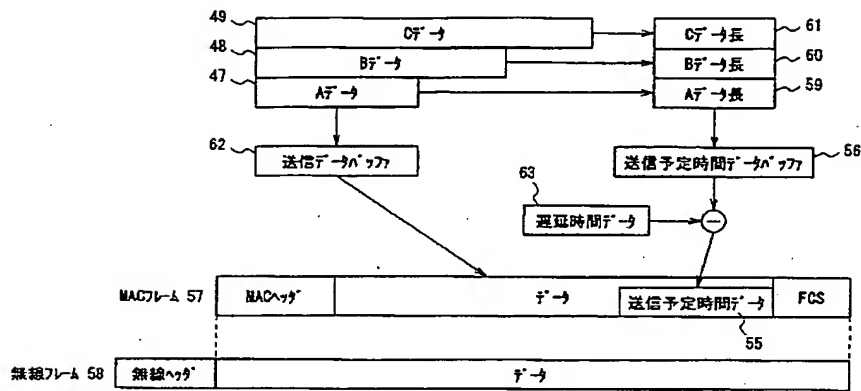 49 Cデータ Cデータ長 61
48 Bデータ Bデータ長 60
47 Aデータ Aデータ長 59
62 送信データバッファ 送信予定時間データバッファ 56
63 遅延時間データ −
MACフレーム 57 MACヘッダ データ 送信予定時間データ FCS
55
無線フレーム 58 無線ヘッダ データ